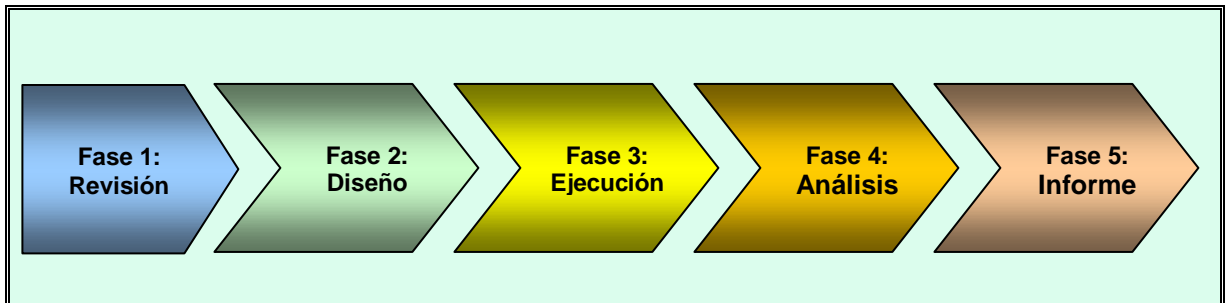 Fase 1:
Revisión
Fase 2:
Diseño
Fase 3:
Ejecución
Fase 4:
Análisis
Fase 5:
Informe